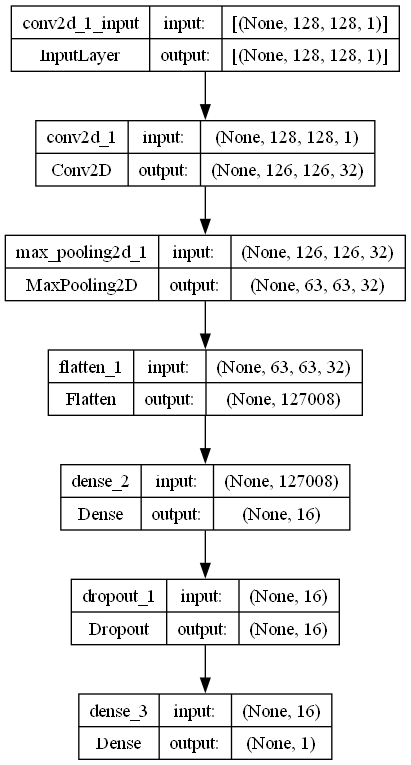 conv2d_1_input input: [(None, 128, 128, 1)]
InputLayer output: [(None, 128, 128, 1)]
conv2d_1 input: (None, 128, 128, 1)
Conv2D output: (None, 126, 126, 32)
max_pooling2d_1 input: (None, 126, 126, 32)
MaxPooling2D output: (None, 63, 63, 32)
flatten_1 input: (None, 63, 63, 32)
Flatten output: (None, 127008)
dense_2 input: (None, 127008)
Dense output: (None, 16)
dropout_1 input: (None, 16)
Dropout output: (None, 16)
dense_3 input: (None, 16)
Dense output: (None, 1)